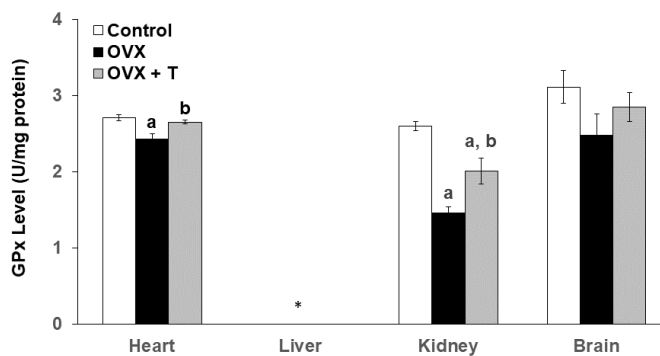 4
3
2
1
0
GPx Level (U/mg protein)
Control
OVX
OVX + T
a
b
*
a
a, b
Heart Liver Kidney Brain